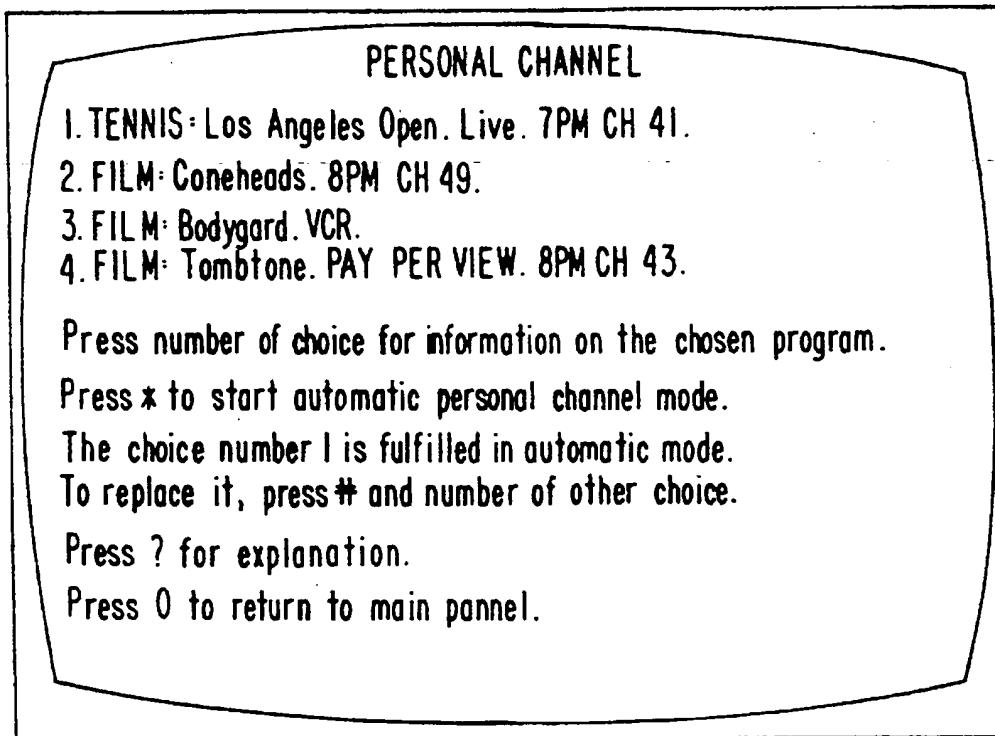 PERSONAL CHANNEL
1. TENNIS: Los Angeles Open. Live. 7PM CH 41.
2. FILM: Coneheads. 8PM CH 49.
3. FILM: Bodygard. VCR.
4. FILM: Tombtone. PAY PER VIEW. 8PM CH 43.
Press number of choice for information on the chosen program.
Press * to start automatic personal channel mode.
The choice number 1 is fulfilled in automatic mode.
To replace it, press # and number of other choice.
Press ? for explanation.
Press 0 to return to main pannel.